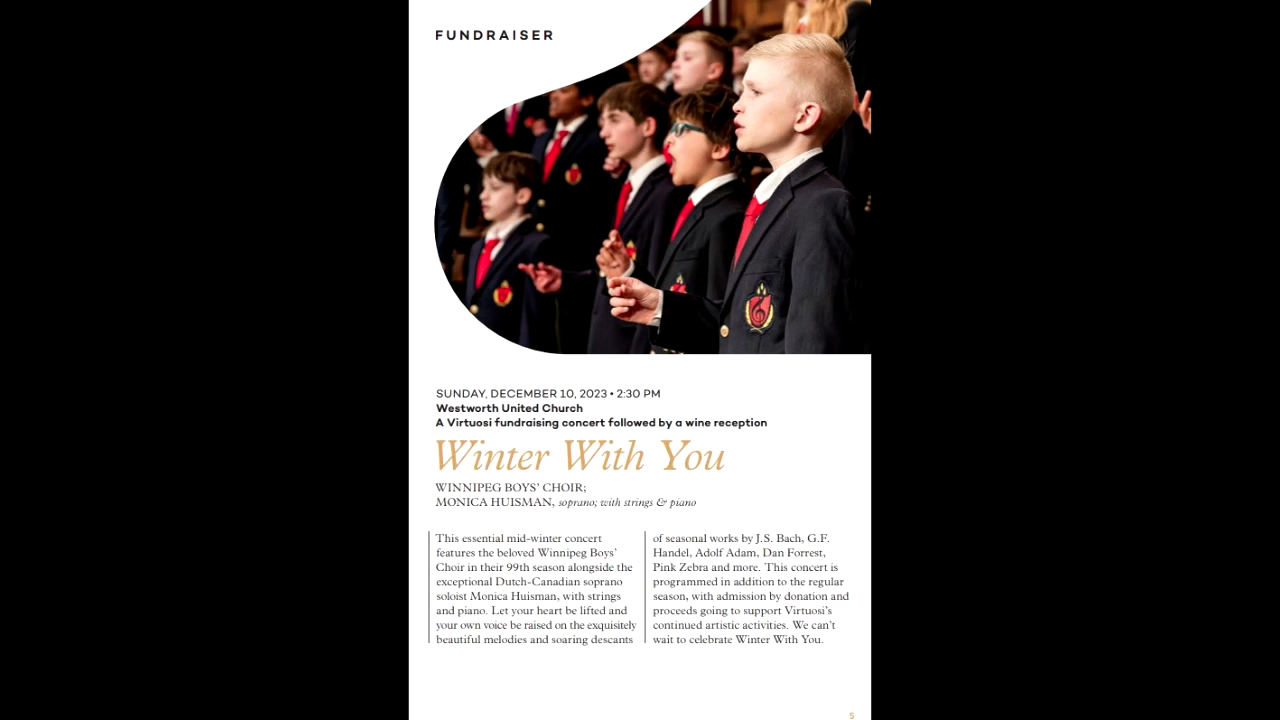 FUNDRAISER
SUNDAY, DECEMBER 10, 2023 • 2:30 PM
Westworth United Church
A Virtuosi fundraising concert followed by a wine reception
Winter With You
WINNIPEG BOYS' CHOIR;
MONICA HUISMAN, soprano; with strings & piano
This essential mid-winter concert
features the beloved Winnipeg Boys'
Choir in their 99th season alongside the
exceptional Dutch-Canadian soprano
soloist Monica Huisman, with strings
and piano. Let your heart be lifted and
your own voice be raised on the exquisitely
beautiful melodies and soaring descants
of seasonal works by J.S. Bach, G.F.
Handel, Adolf Adam, Dan Forrest,
Pink Zebra and more. This concert is
programmed in addition to the regular
season, with admission by donation and
proceeds going to support Virtuosi's
continued artistic activities. We can't
wait to celebrate Winter With You.
5